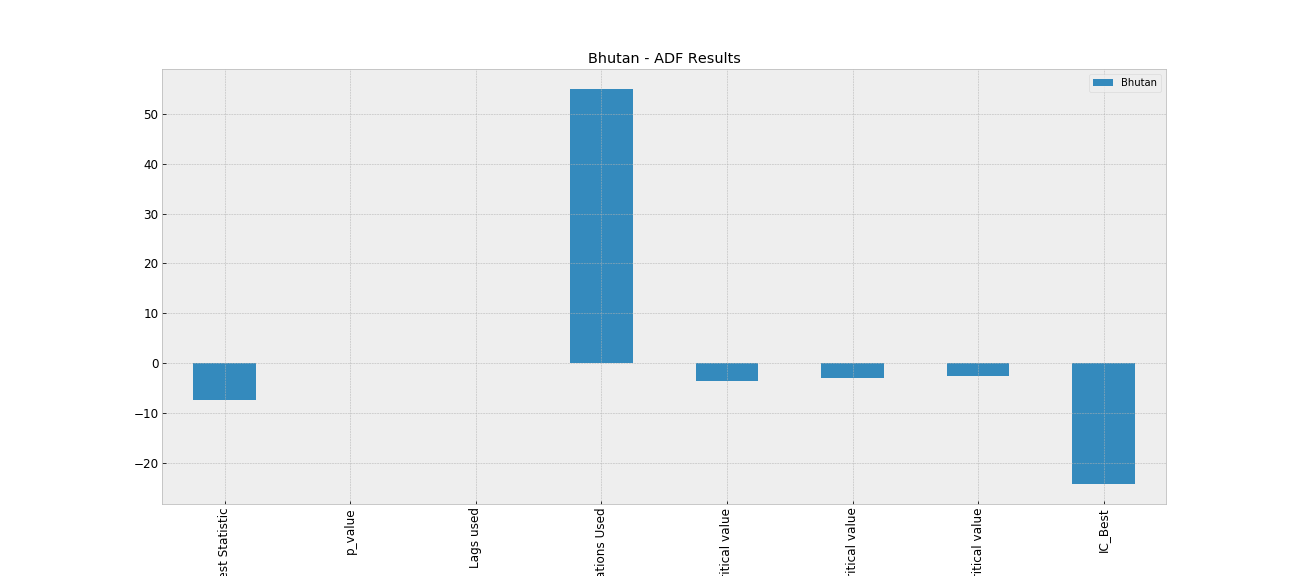 Bhutan - ADF Results
Bhutan
50
40
30
20
10
0
−10
−20
est Statistic
p_value
Lags used
ations Used
ritical value
ritical value
ritical value
IC_Best